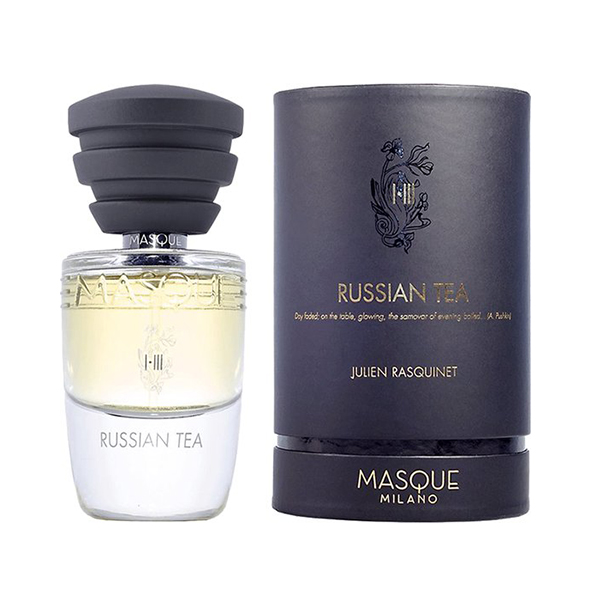 MASQUE
MASQUE
I-III
RUSSIAN TEA
I-III
RUSSIAN TEA
Day faded; on the table, glowing, the samovar of evening boiled... (A. Pushkin)
JULIEN RASQUINET
MASQUE
MILANO